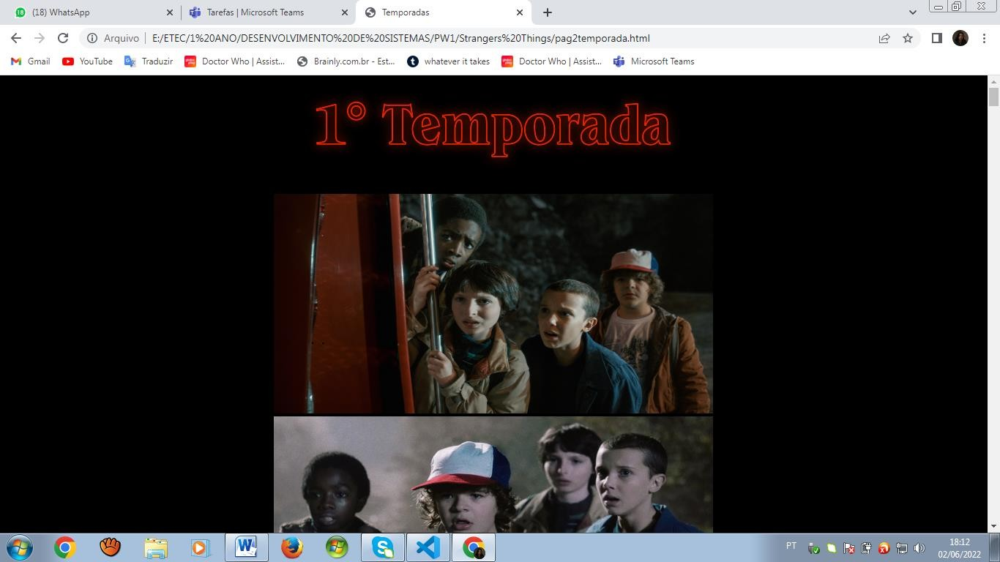 (18) WhatsApp
Tarefas | Microsoft Teams
Temporadas
Arquivo | E:/ETEC/1%20ANO/DESENVOLVIMENTO%20DE%20SISTEMAS/PW1/Strangers%20Things/pag2temporada.html
Gmail YouTube Traduzir Doctor Who | Assist... Brainly.com.br - Est... whatever it takes Doctor Who | Assist... Microsoft Teams
1° Temporada
PT
18:12
02/06/2022